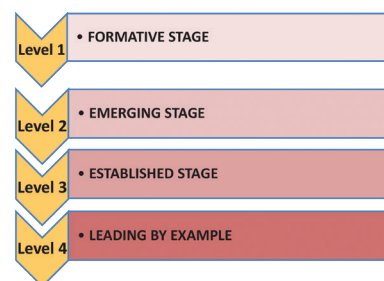 Level 1
• FORMATIVE STAGE
Level 2
• EMERGING STAGE
Level 3
• ESTABLISHED STAGE
Level 4
• LEADING BY EXAMPLE